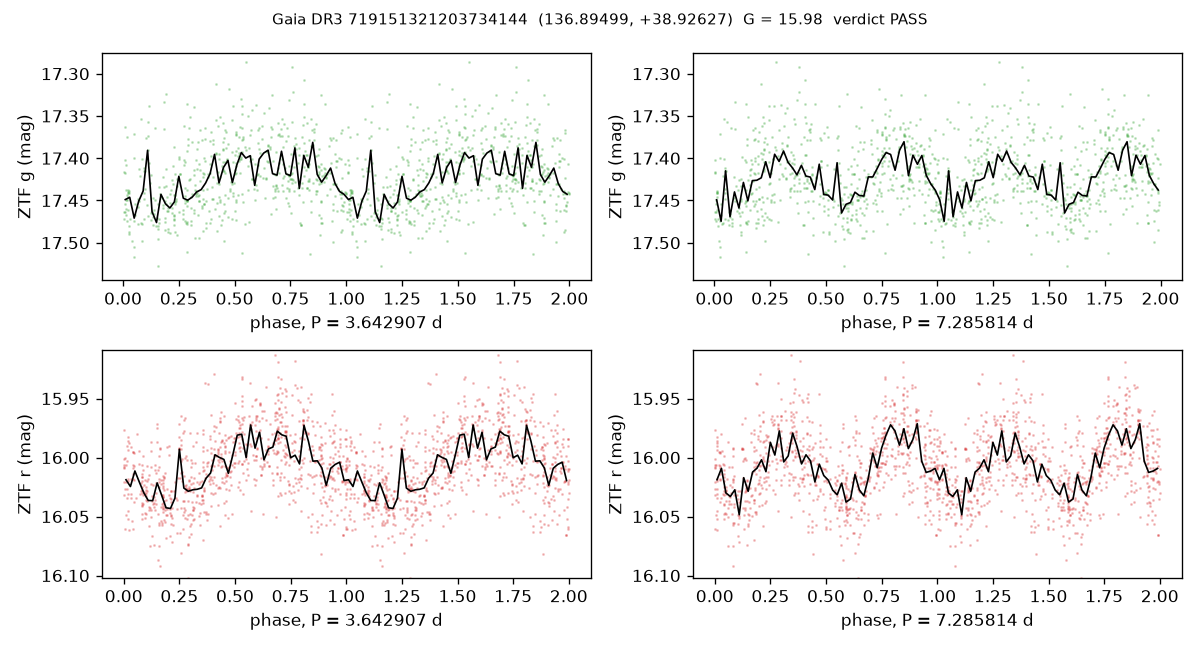 Gaia DR3 719151321203734144 (136.89499, +38.92627) G = 15.98 verdict PASS
ZTF g (mag)
17.30
17.35
17.40
17.45
17.50
0.00 0.25 0.50 0.75 1.00 1.25 1.50 1.75 2.00
phase, P = 3.642907 d
ZTF g (mag)
17.30
17.35
17.40
17.45
17.50
0.00 0.25 0.50 0.75 1.00 1.25 1.50 1.75 2.00
phase, P = 7.285814 d
ZTF r (mag)
15.95
16.00
16.05
16.10
0.00 0.25 0.50 0.75 1.00 1.25 1.50 1.75 2.00
phase, P = 3.642907 d
ZTF r (mag)
15.95
16.00
16.05
16.10
0.00 0.25 0.50 0.75 1.00 1.25 1.50 1.75 2.00
phase, P = 7.285814 d